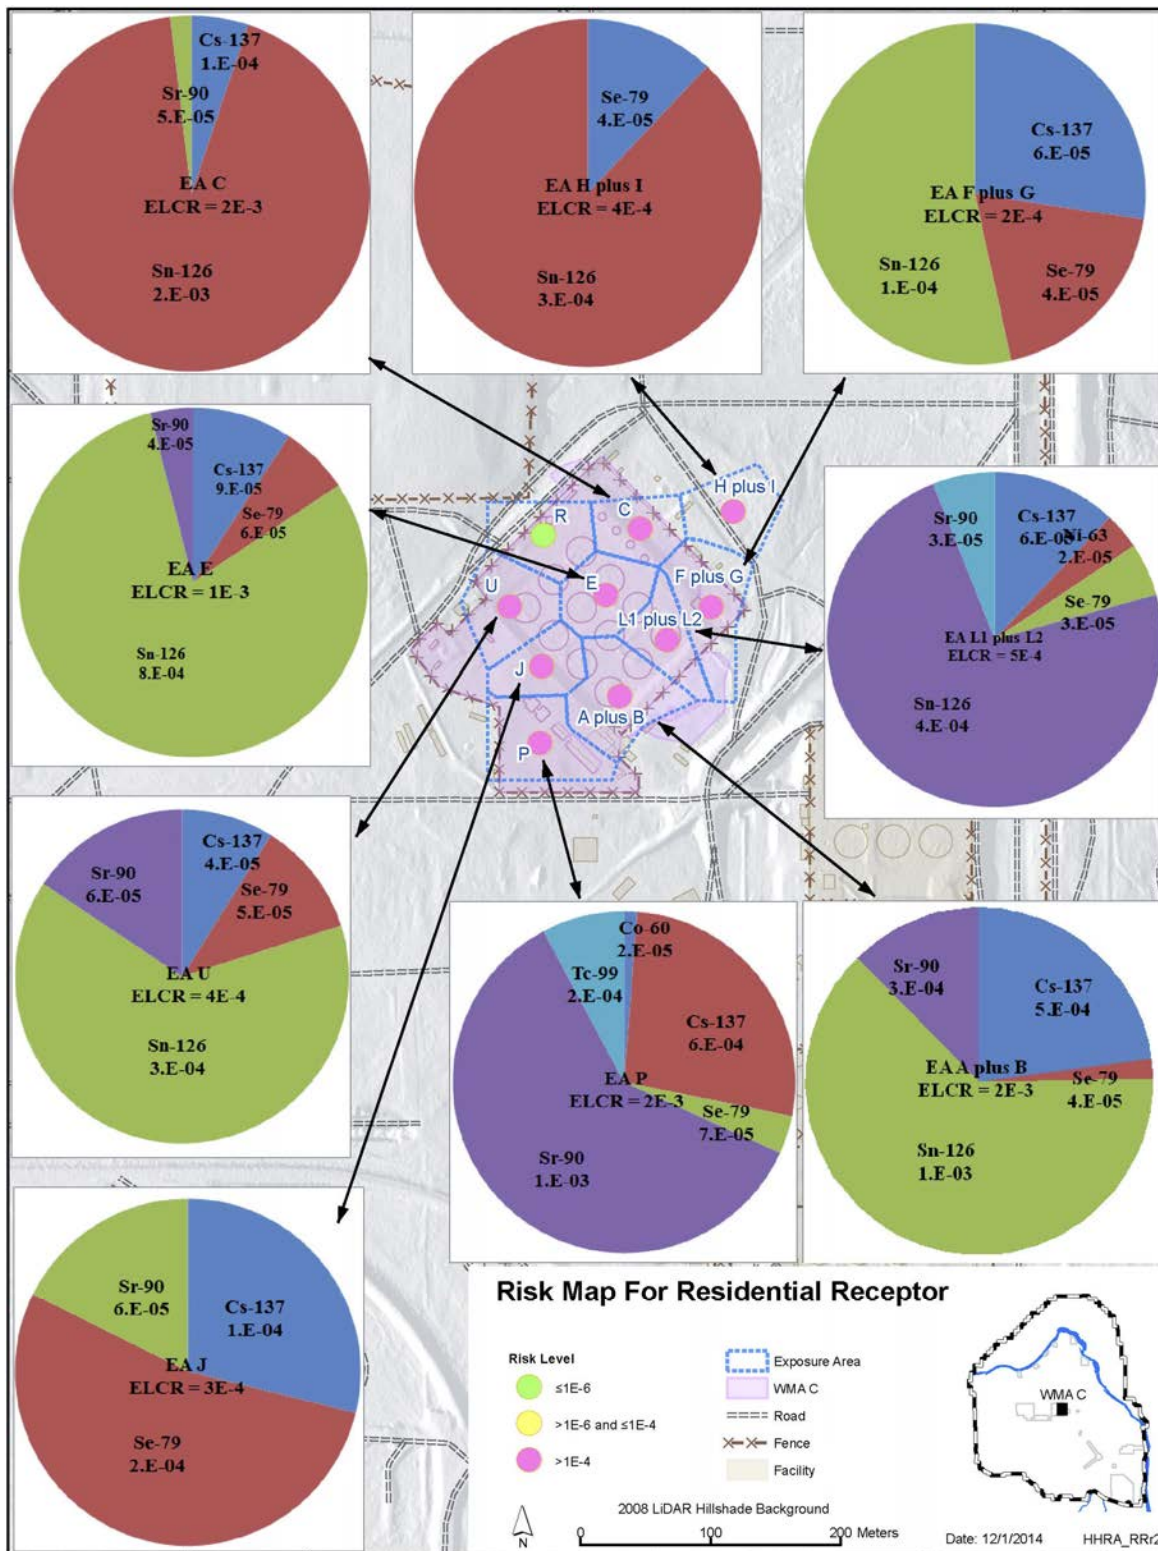 Cs-137
1.E-04
Sr-90
5.E-05
EA C
ELCR = 2E-3
Sn-126
2.E-03
Se-79
4.E-05
EA H plus I
ELCR = 4E-4
Sn-126
3.E-04
Cs-137
6.E-05
EA F plus G
ELCR = 2E-4
Sn-126
1.E-04
Se-79
4.E-05
Sr-90
4.E-05
Cs-137
9.E-05
Se-79
6.E-05
EA E
ELCR = 1E-3
Sn-126
8.E-04
R
C
H plus I
U
E
F plus G
L1 plus L2
J
A plus B
P
Sr-90
3.E-05
Cs-137
6.E-05
Ni-63
2.E-05
Se-79
3.E-05
EA L1 plus L2
ELCR = 5E-4
Sn-126
4.E-04
Cs-137
4.E-05
Sr-90
6.E-05
Se-79
5.E-05
EA U
ELCR = 4E-4
Sn-126
3.E-04
Co-60
2.E-05
Tc-99
2.E-04
Cs-137
6.E-04
EA P
ELCR = 2E-3
Se-79
7.E-05
Sr-90
1.E-03
Sr-90
3.E-04
Cs-137
5.E-04
EA A plus B
ELCR = 2E-3
Se-79
4.E-05
Sn-126
1.E-03
Sr-90
6.E-05
Cs-137
1.E-04
EA J
ELCR = 3E-4
Se-79
2.E-04
Risk Map For Residential Receptor
Risk Level
≤1E-6
>1E-6 and ≤1E-4
>1E-4
Exposure Area
WMA C
Road
Fence
Facility
WMA C
2008 LiDAR Hillshade Background
N
0 100 200 Meters
Date: 12/1/2014 HHRA_RRr2